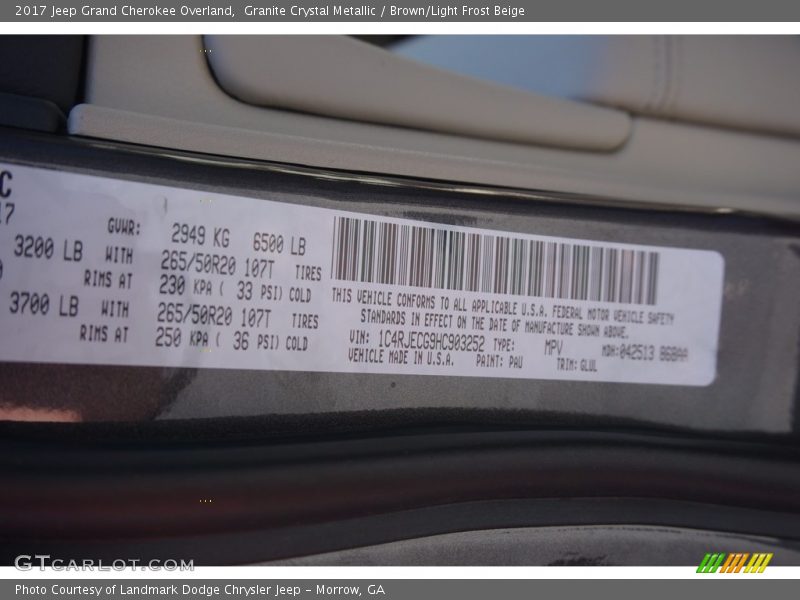 2017 Jeep Grand Cherokee Overland,  Granite Crystal Metallic / Brown/Light Frost Beige
C
17
GVWR: 2949 KG 6500 LB
3200 LB WITH 265/50R20 107T TIRES
RIMS AT 230 KPA ( 33 PSI) COLD
3700 LB WITH 265/50R20 107T TIRES
RIMS AT 250 KPA ( 36 PSI) COLD
THIS VEHICLE CONFORMS TO ALL APPLICABLE U.S.A. FEDERAL MOTOR VEHICLE SAFETY
STANDARDS IN EFFECT ON THE DATE OF MANUFACTURE SHOWN ABOVE.
VIN: 1C4RJECG9HC903252 TYPE: MPV MDH:042513 868AA
VEHICLE MADE IN U.S.A. PAINT: PAU TRIM: GLUL
GTCARLOT.COM
Photo Courtesy of Landmark Dodge Chrysler Jeep – Morrow, GA